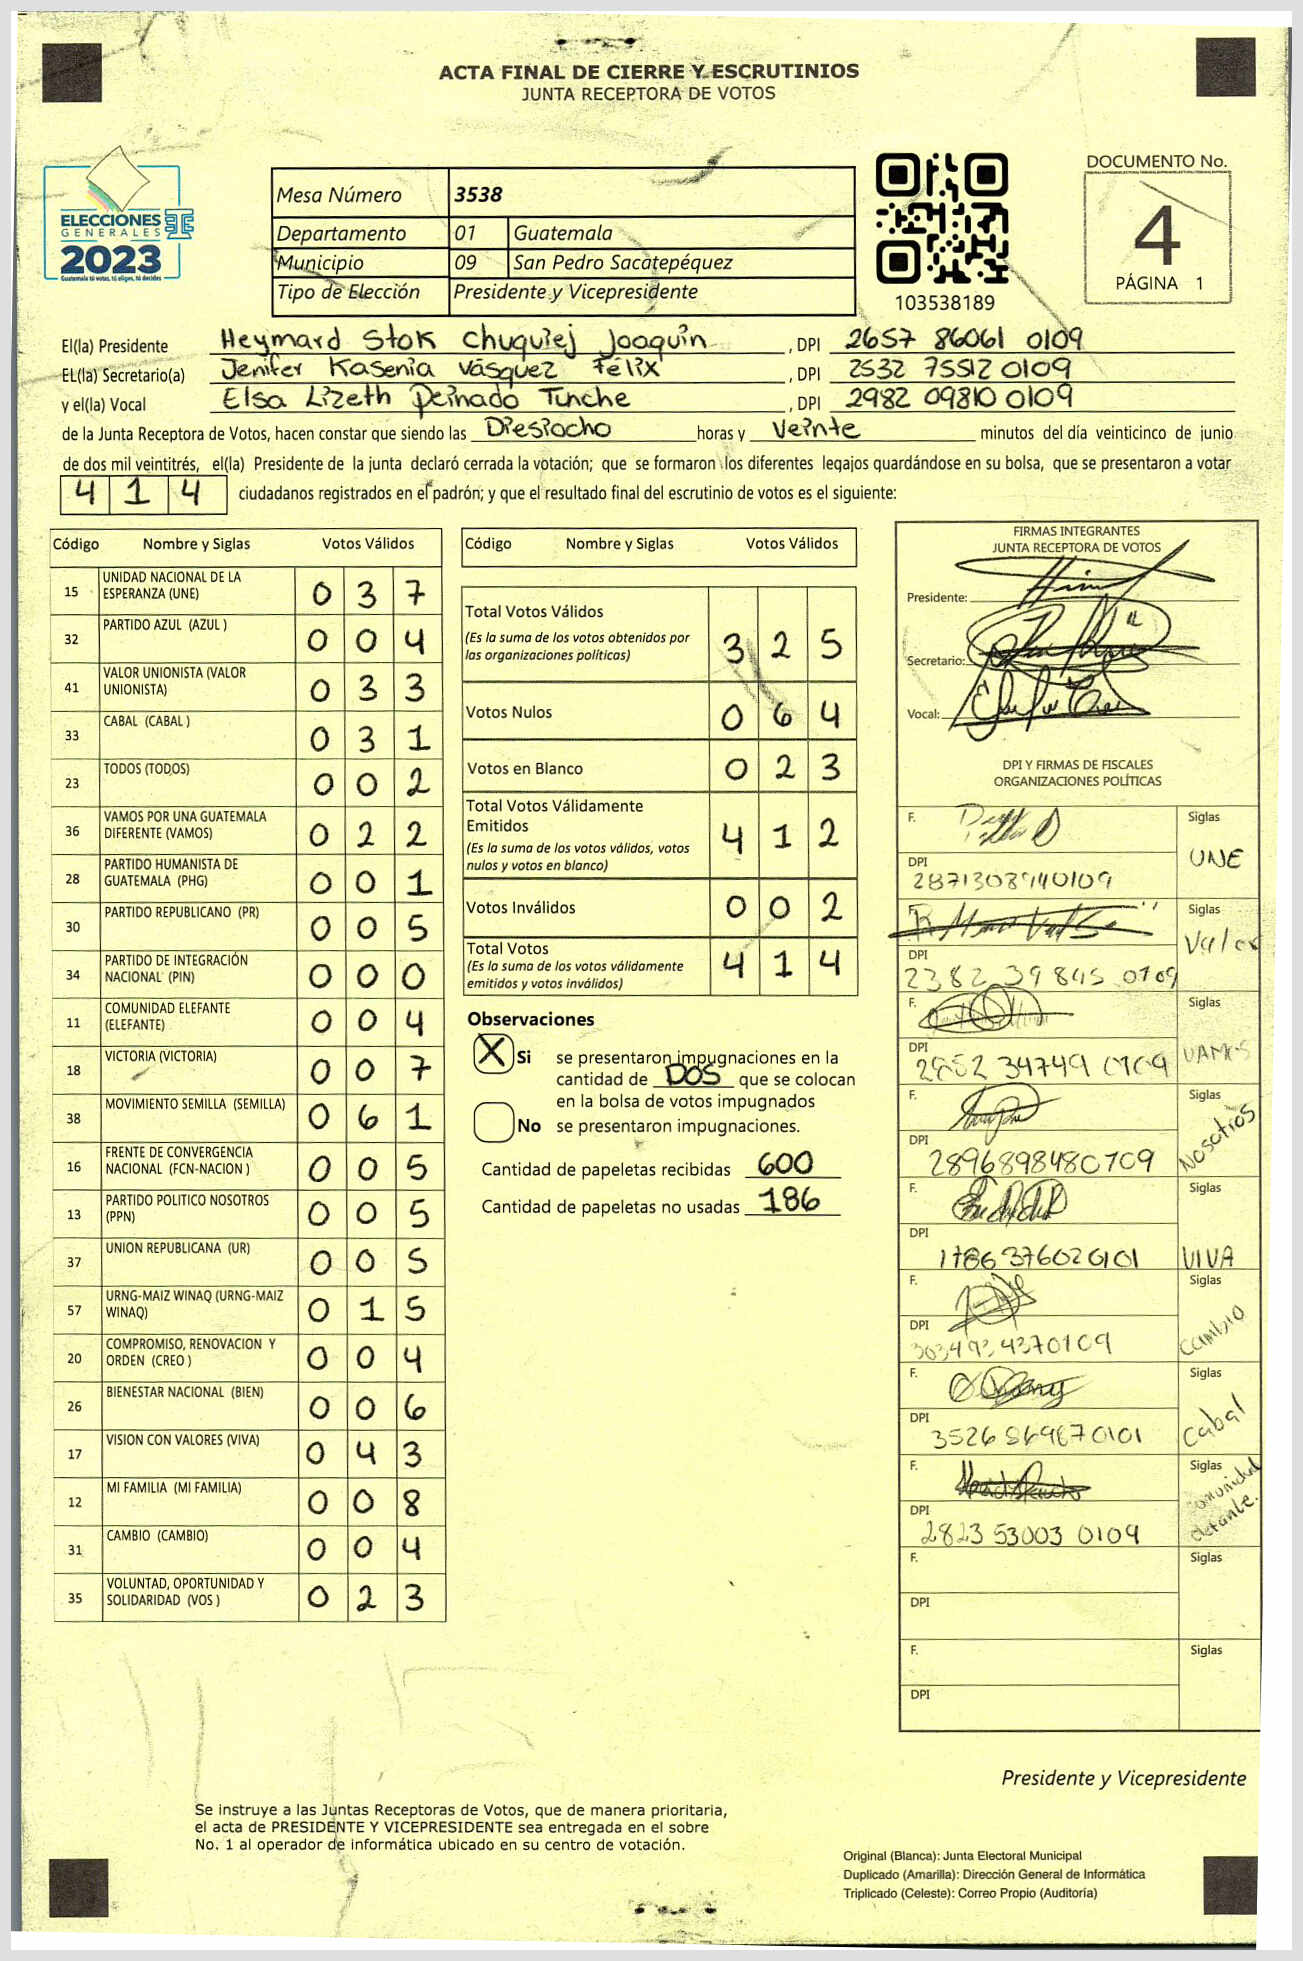 ACTA FINAL DE CIERRE Y ESCRUTINIOS
JUNTA RECEPTORA DE VOTOS
ELECCIONES
GENERALES
2023
Guatemala tú votas, tú eliges, tú decides
Mesa Número 3538
Departamento 01 Guatemala
Municipio 09 San Pedro Sacatepéquez
Tipo de Elección Presidente y Vicepresidente
103538189
DOCUMENTO No.
4
PÁGINA 1
El(la) Presidente Heymard Stok Chuquiej Joaquin, DPI 2657 86061 0109
EL(la) Secretario(a) Jenifer Kasenia Vásquez Félix, DPI 2532 75512 0109
y el(la) Vocal Elsa Lizeth Peinado Tunche, DPI 2982 09810 0109
de la Junta Receptora de Votos, hacen constar que siendo las Diesiocho horas y Veinte minutos del día veinticinco de junio
de dos mil veintitrés, el(la) Presidente de la junta declaró cerrada la votación; que se formaron los diferentes legajos guardándose en su bolsa, que se presentaron a votar
414 ciudadanos registrados en el padrón; y que el resultado final del escrutinio de votos es el siguiente:
Código Nombre y Siglas Votos Válidos
15 UNIDAD NACIONAL DE LA ESPERANZA (UNE) 0 3 7
32 PARTIDO AZUL (AZUL ) 0 0 4
41 VALOR UNIONISTA (VALOR UNIONISTA) 0 3 3
33 CABAL (CABAL ) 0 3 1
23 TODOS (TODOS) 0 0 2
36 VAMOS POR UNA GUATEMALA DIFERENTE (VAMOS) 0 2 2
28 PARTIDO HUMANISTA DE GUATEMALA (PHG) 0 0 1
30 PARTIDO REPUBLICANO (PR) 0 0 5
34 PARTIDO DE INTEGRACIÓN NACIONAL (PIN) 0 0 0
11 COMUNIDAD ELEFANTE (ELEFANTE) 0 0 4
18 VICTORIA (VICTORIA) 0 0 7
38 MOVIMIENTO SEMILLA (SEMILLA) 0 6 1
16 FRENTE DE CONVERGENCIA NACIONAL (FCN-NACION ) 0 0 5
13 PARTIDO POLITICO NOSOTROS (PPN) 0 0 5
37 UNION REPUBLICANA (UR) 0 0 5
57 URNG-MAIZ WINAQ (URNG-MAIZ WINAQ) 0 1 5
20 COMPROMISO, RENOVACION Y ORDEN (CREO ) 0 0 4
26 BIENESTAR NACIONAL (BIEN) 0 0 6
17 VISION CON VALORES (VIVA) 0 4 3
12 MI FAMILIA (MI FAMILIA) 0 0 8
31 CAMBIO (CAMBIO) 0 0 4
35 VOLUNTAD, OPORTUNIDAD Y SOLIDARIDAD (VOS ) 0 2 3
Código Nombre y Siglas Votos Válidos
Total Votos Válidos
(Es la suma de los votos obtenidos por las organizaciones políticas) 3 2 5
Votos Nulos 0 6 4
Votos en Blanco 0 2 3
Total Votos Válidamente Emitidos
(Es la suma de los votos válidos, votos nulos y votos en blanco) 4 1 2
Votos Inválidos 0 0 2
Total Votos
(Es la suma de los votos válidamente emitidos y votos inválidos) 4 1 4
Observaciones
X Si se presentaron impugnaciones en la
cantidad de DOS que se colocan
en la bolsa de votos impugnados
No se presentaron impugnaciones.
Cantidad de papeletas recibidas 600
Cantidad de papeletas no usadas 186
FIRMAS INTEGRANTES
JUNTA RECEPTORA DE VOTOS
Presidente:
Secretario:
Vocal:
DPI Y FIRMAS DE FISCALES
ORGANIZACIONES POLÍTICAS
F. Siglas UNE
DPI
F. Siglas Valor
DPI 2382 39845 0109
F. Siglas VAMOS
DPI
F. Siglas Nosotros
DPI
F. Siglas VIVA
DPI
F. Siglas Cambio
DPI
F. Siglas Cabal
DPI
F. Siglas
DPI 2823 53003 0109
F. Siglas
DPI
F. Siglas
DPI
Presidente y Vicepresidente
Se instruye a las Juntas Receptoras de Votos, que de manera prioritaria,
el acta de PRESIDENTE Y VICEPRESIDENTE sea entregada en el sobre
No. 1 al operador de informática ubicado en su centro de votación.
Original (Blanca): Junta Electoral Municipal
Duplicado (Amarilla): Dirección General de Informática
Triplicado (Celeste): Correo Propio (Auditoría)